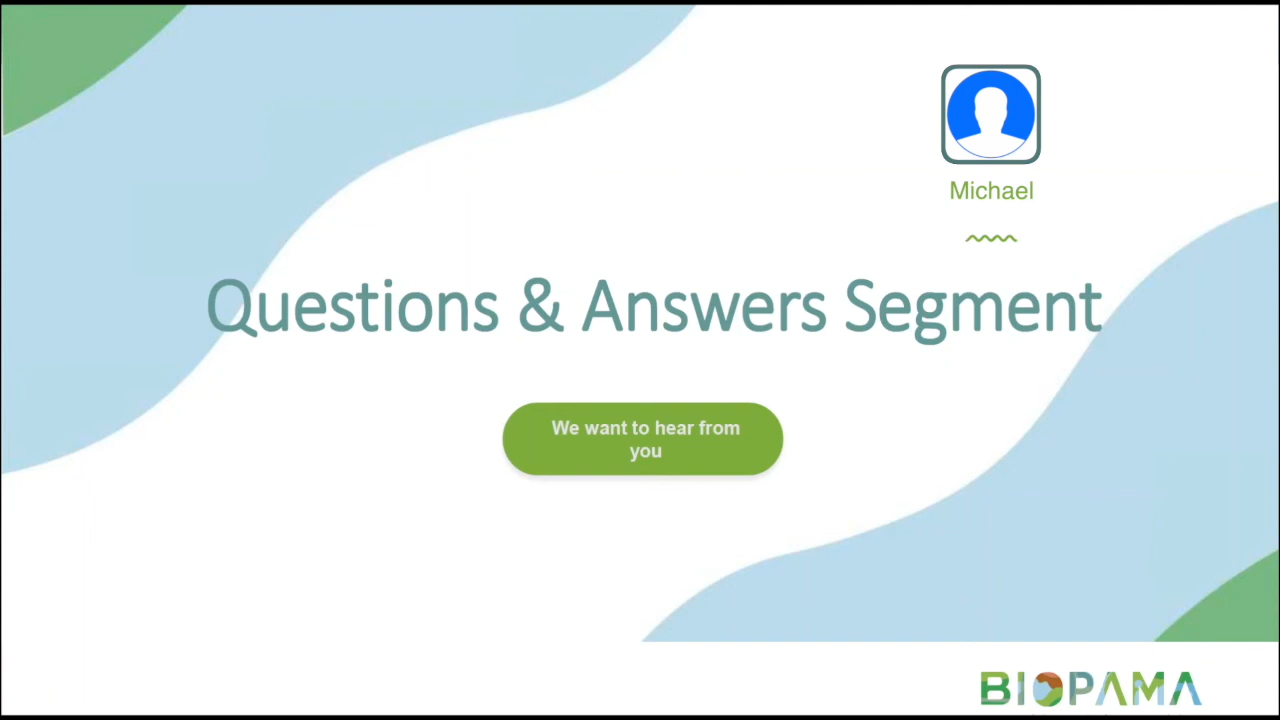 Michael
Questions & Answers Segment
We want to hear from
you
BIOPAMA